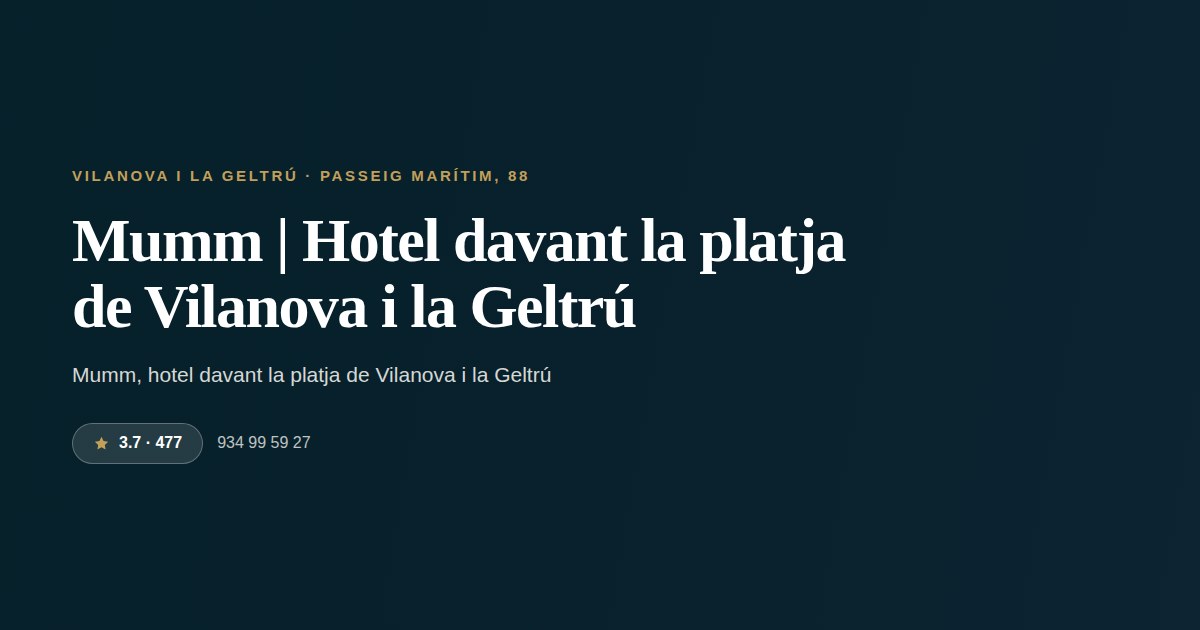 VILANOVA I LA GELTRÚ · PASSEIG MARÍTIM, 88
Mumm | Hotel davant la platja
de Vilanova i la Geltrú
Mumm, hotel davant la platja de Vilanova i la Geltrú
3.7 · 477
934 99 59 27